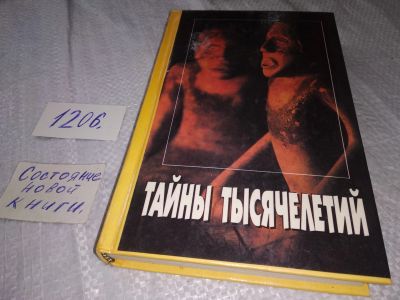 1206.
Состояние
новой
книги.
ТАЙНЫ ТЫСЯЧЕЛЕТИЙ